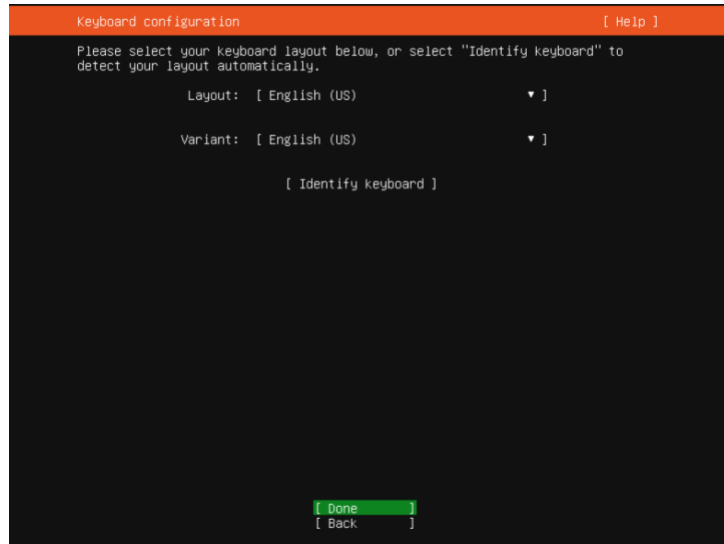 Keyboard configuration [ Help ]
Please select your keyboard layout below, or select "Identify keyboard" to
detect your layout automatically.
Layout: [ English (US) ▾ ]
Variant: [ English (US) ▾ ]
[ Identify keyboard ]
[ Done ]
[ Back ]